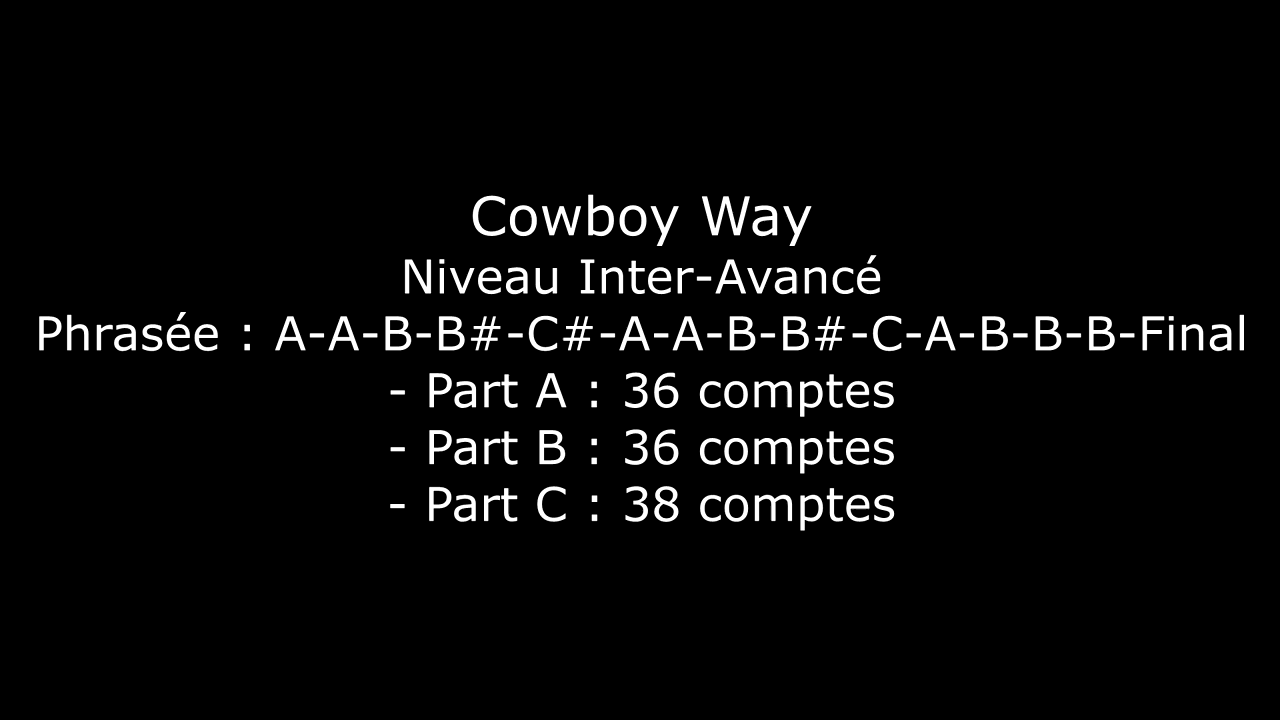 Cowboy Way
Niveau Inter-Avancé
Phrasée : A-A-B-B#-C#-A-A-B-B#-C-A-B-B-B-Final
- Part A : 36 comptes
- Part B : 36 comptes
- Part C : 38 comptes